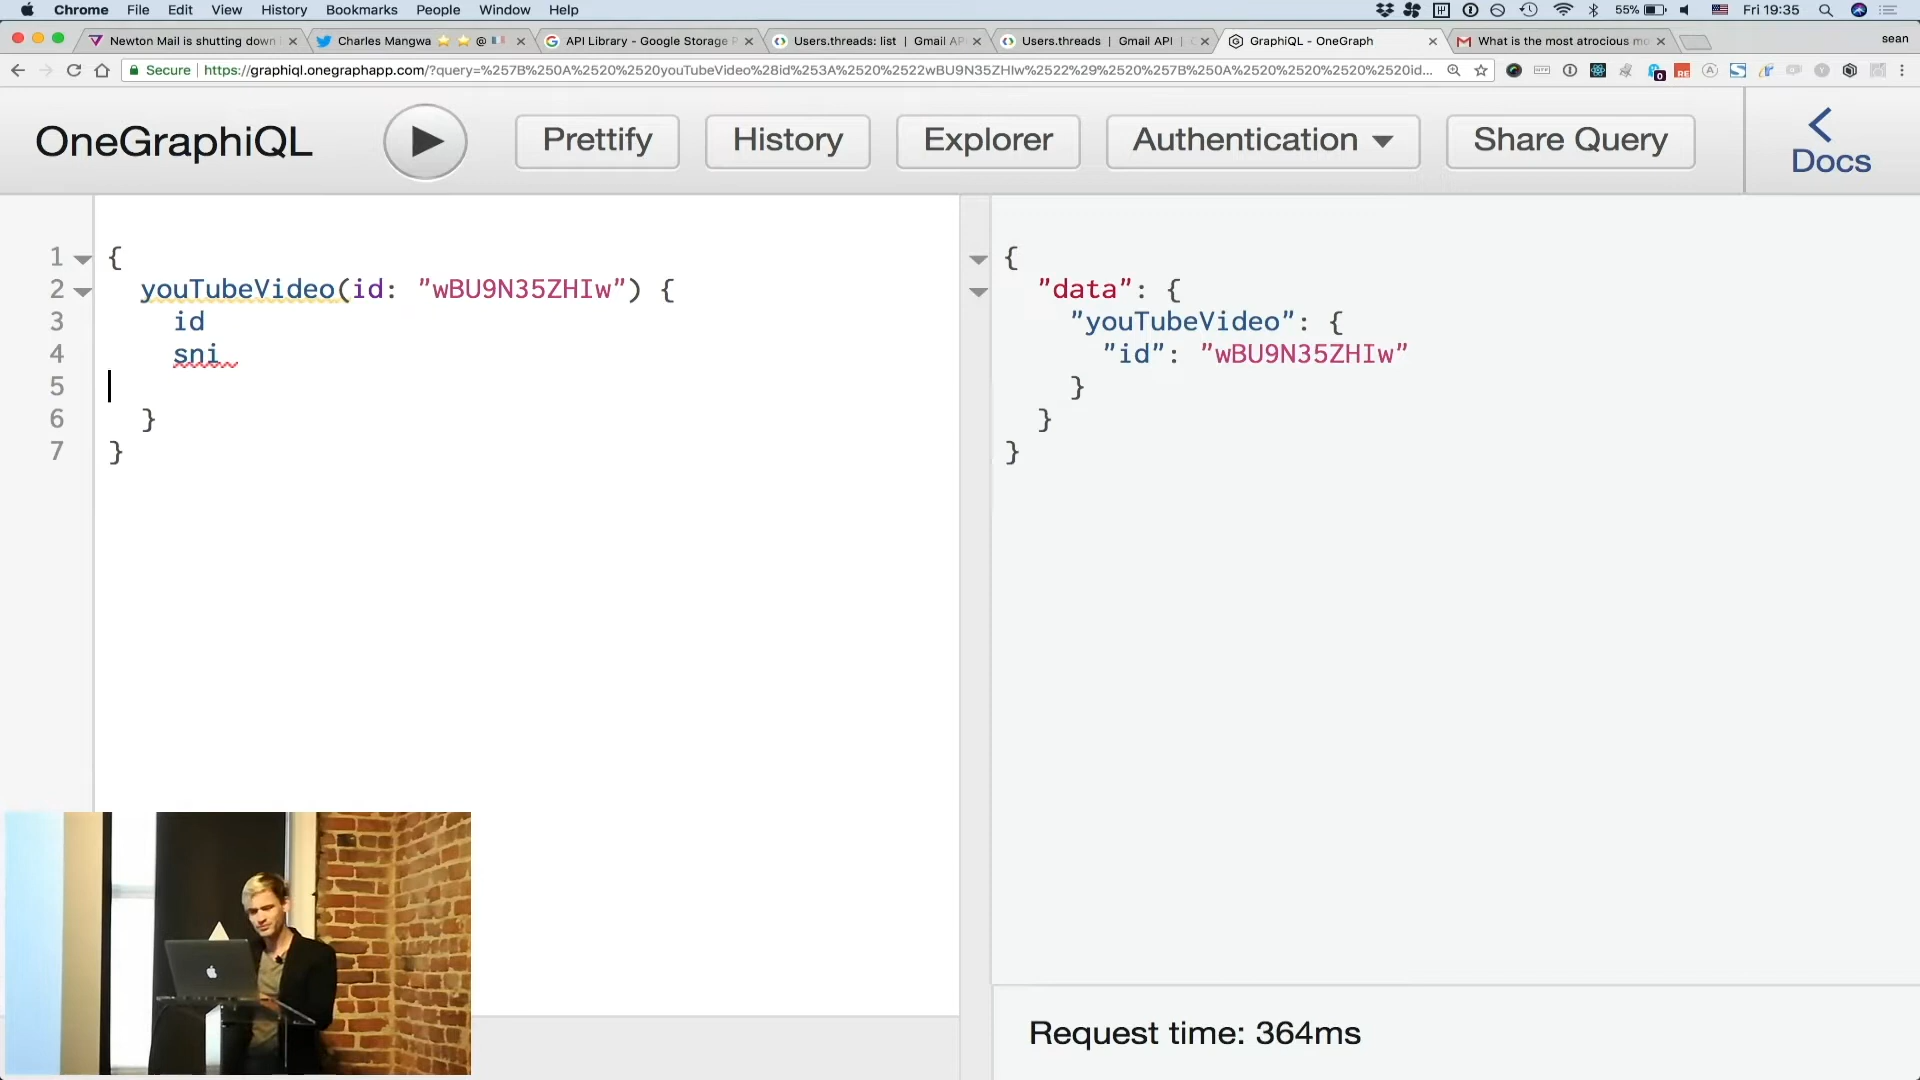 Chrome File Edit View History Bookmarks People Window Help 55% Fri 19:35
Newton Mail is shutting down
Charles Mangwa ⭐ ⭐ @
API Library - Google Storage P
Users.threads: list | Gmail AP
Users.threads | Gmail API |
GraphiQL - OneGraph
What is the most atrocious mo
sean
Secure https://graphiql.onegraphapp.com/?query=%257B%250A%2520%2520youTubeVideo%28id%253A%2520%2522wBU9N35ZHIw%2522%29%2520%257B%250A%2520%2520%2520%2520id...
OneGraphiQL Prettify History Explorer Authentication Share Query Docs
1 {
2 youTubeVideo(id: "wBU9N35ZHIw") {
3 id
4 sni
5
6 }
7 }
{
"data": {
"youTubeVideo": {
"id": "wBU9N35ZHIw"
}
}
}
Request time: 364ms